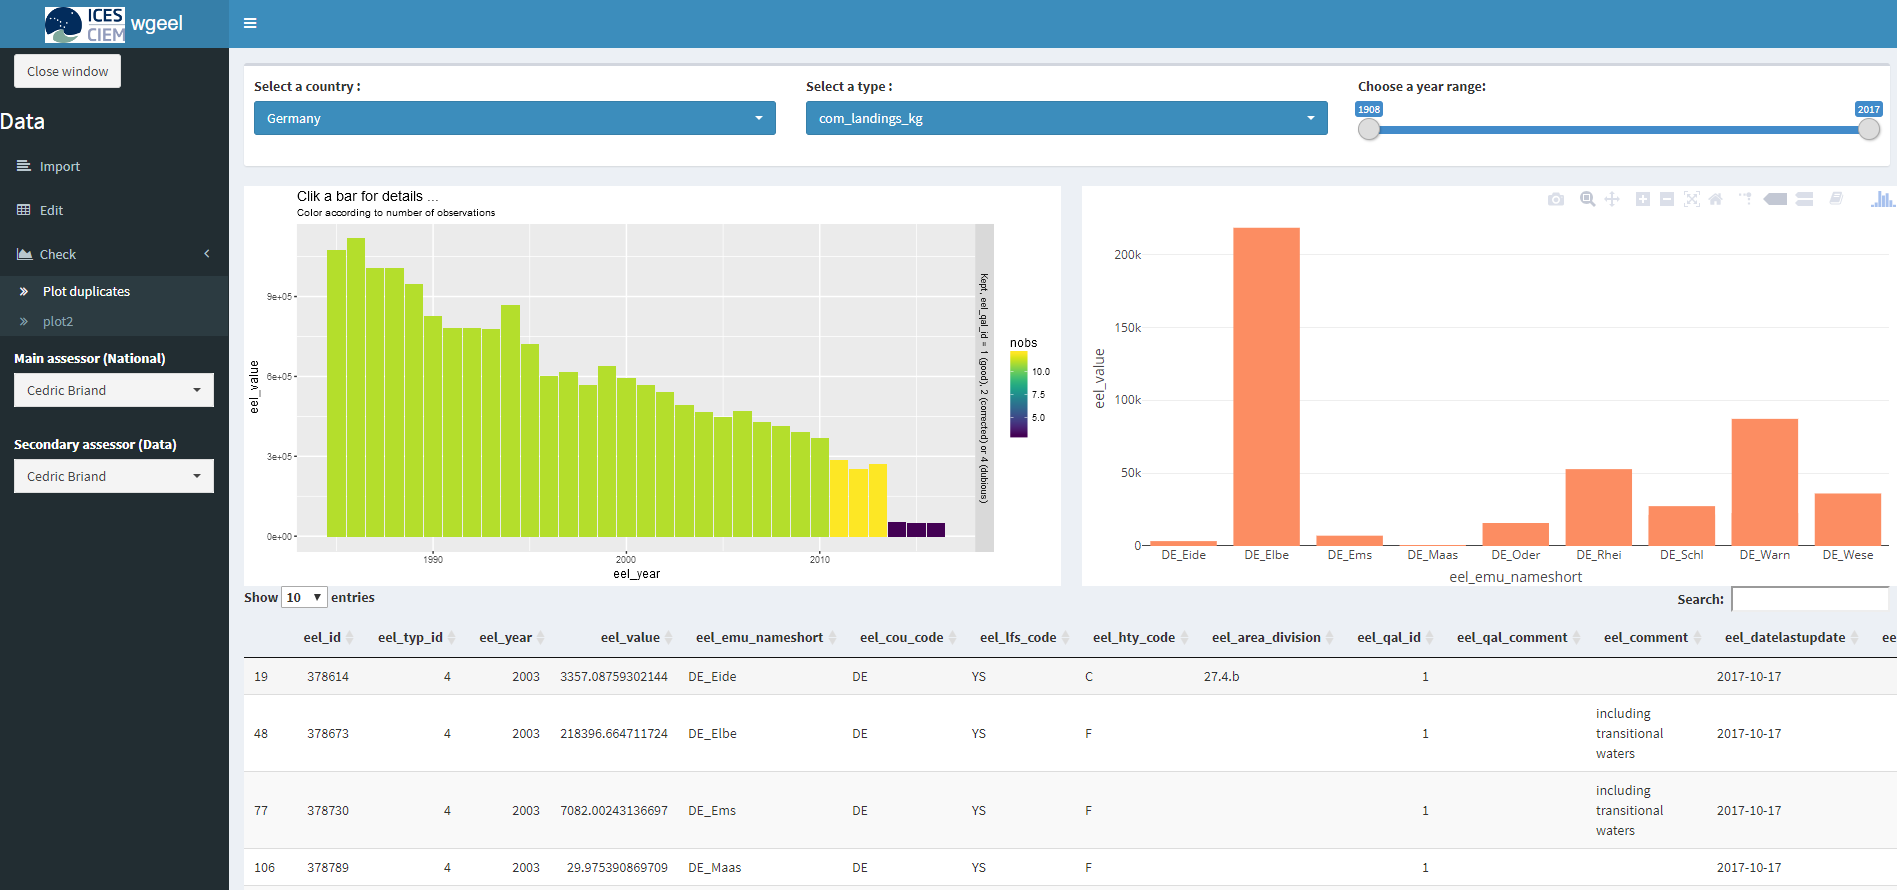 ICES
CIEM
wgeel
Close window
Data
Import
Edit
Check
Plot duplicates
plot2
Main assessor (National)
Cedric Briand
Secondary assessor (Data)
Cedric Briand
Select a country :
Germany
Select a type :
com_landings_kg
Choose a year range:
1908
2017
Clik a bar for details ...
Color according to number of observations
eel_value
9e+05
6e+05
3e+05
0e+00
1990
2000
2010
eel_year
Kept, eel_qal_id = 1 (good), 2 (corrected) or 4 (dubious)
nobs
10.0
7.5
5.0
eel_value
200k
150k
100k
50k
0
DE_Eide DE_Elbe DE_Ems DE_Maas DE_Oder DE_Rhei DE_Schl DE_Warn DE_Wese
eel_emu_nameshort
Show 10 entries
Search:
eel_id eel_typ_id eel_year eel_value eel_emu_nameshort eel_cou_code eel_lfs_code eel_hty_code eel_area_division eel_qal_id eel_qal_comment eel_comment eel_datelastupdate ee
19 378614 4 2003 3357.08759302144 DE_Eide DE YS C 27.4.b 1 2017-10-17
including
48 378673 4 2003 218396.664711724 DE_Elbe DE YS F 1 transitional 2017-10-17
waters
including
77 378730 4 2003 7082.00243136697 DE_Ems DE YS F 1 transitional 2017-10-17
waters
106 378789 4 2003 29.975390869709 DE_Maas DE YS F 1 2017-10-17